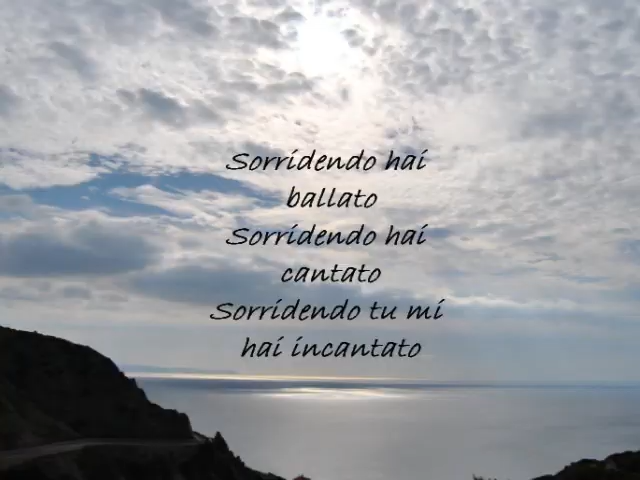 Sorridendo hai
ballato
Sorridendo hai
cantato
Sorridendo tu mi
hai incantato